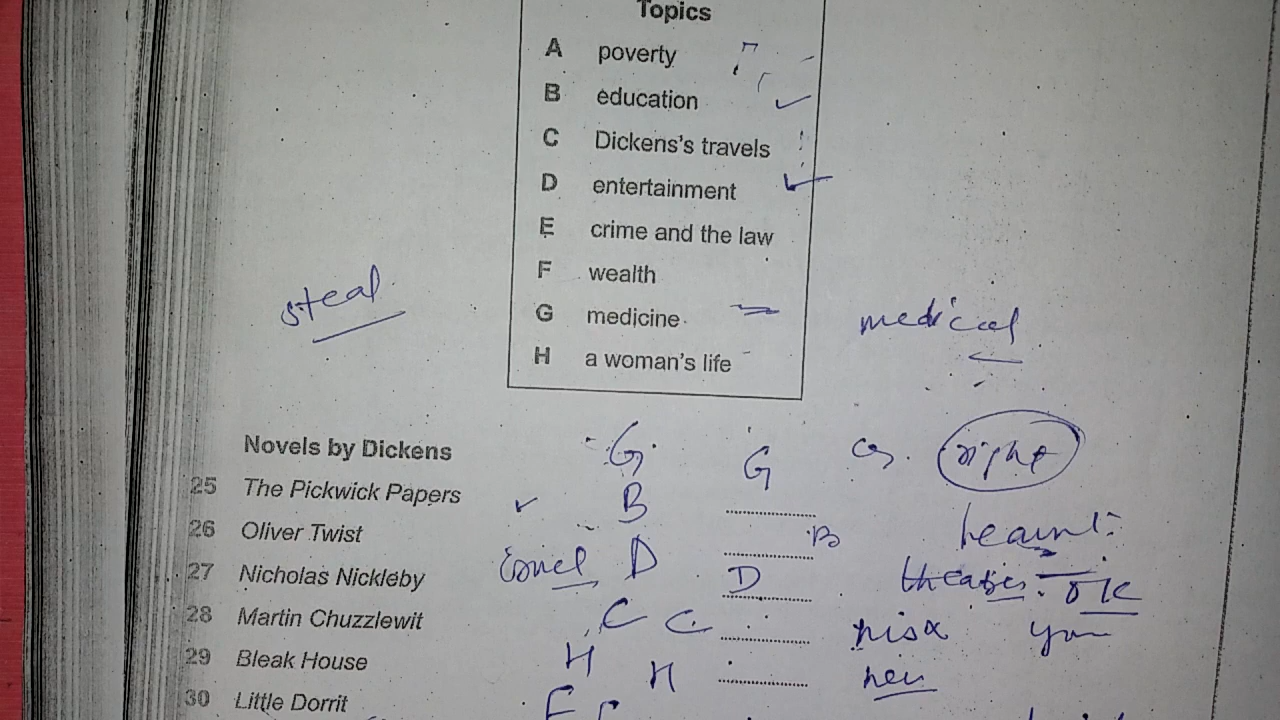 Topics
A poverty
B education
C Dickens's travels
D entertainment
E crime and the law
F wealth
G medicine
H a woman's life
steal
medical
Novels by Dickens
G G right
25 The Pickwick Papers B ....................
26 Oliver Twist .................... B learnt
27 Nicholas Nickleby D D ....................
28 Martin Chuzzlewit C C ....................
29 Bleak House H H ....................
30 Little Dorrit